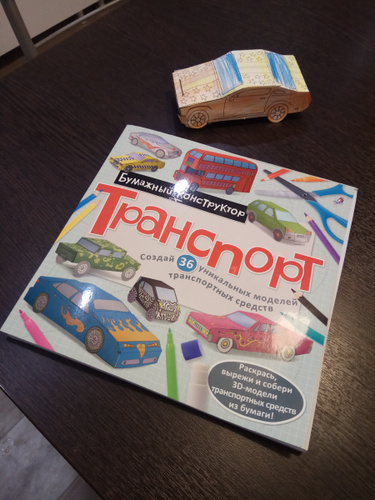 Бумажный конструктор
Транспорт
Создай 36 уникальных моделей
транспортных средств
Раскрась,
вырежи и собери
3D-модели
транспортных средств
из бумаги!